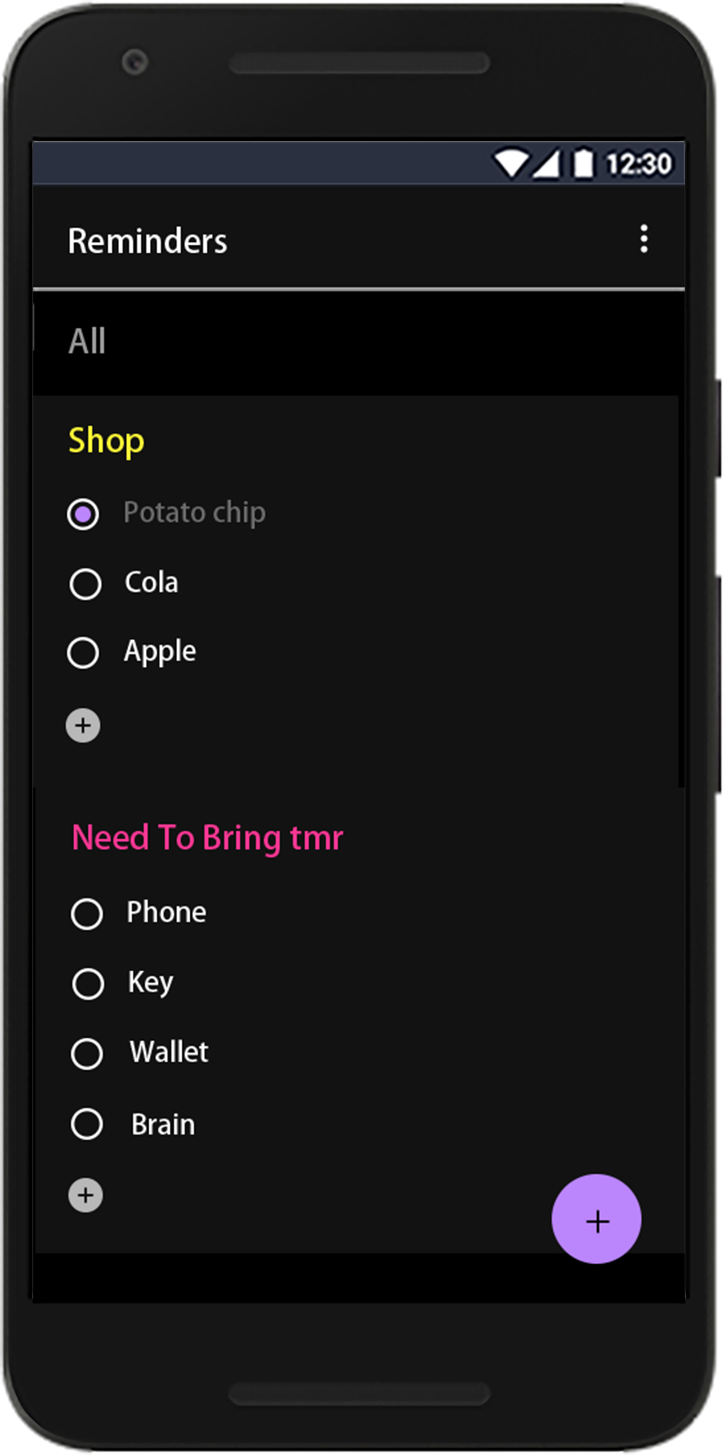 12:30
Reminders
All
Shop
Potato chip
Cola
Apple
Need To Bring tmr
Phone
Key
Wallet
Brain